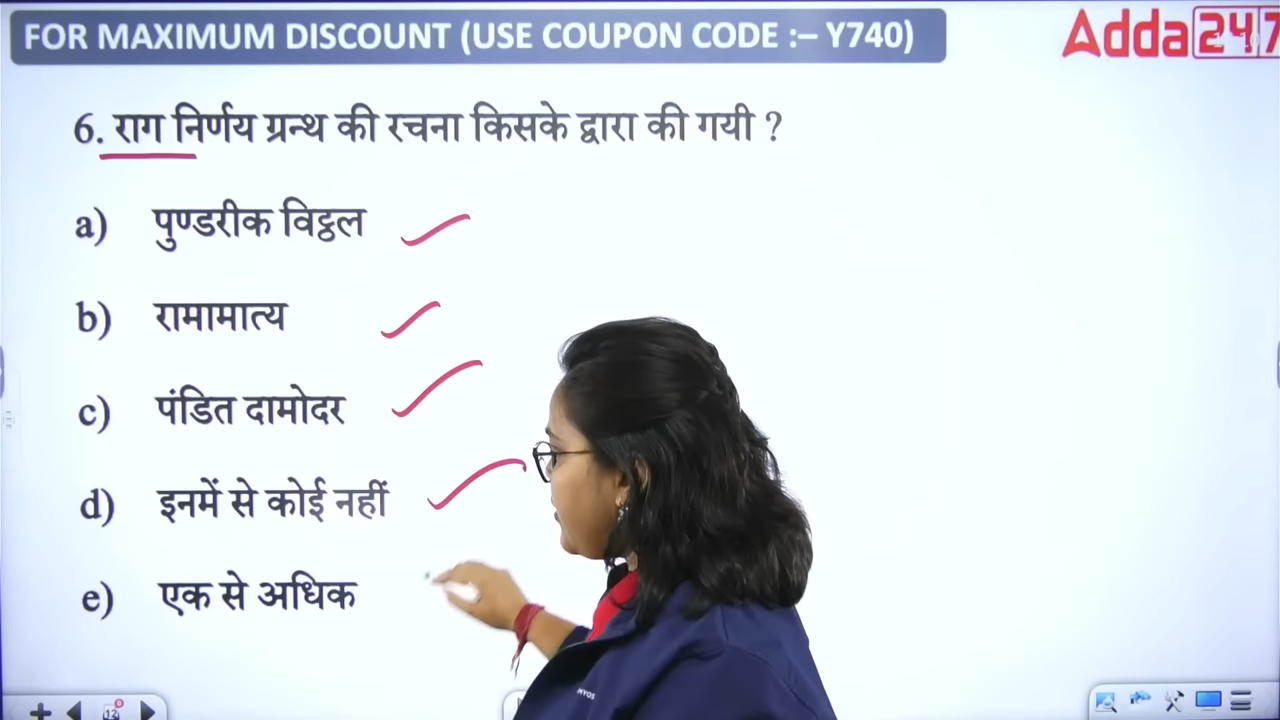 FOR MAXIMUM DISCOUNT (USE COUPON CODE :– Y740)
Adda247
6. राग निर्णय ग्रन्थ की रचना किसके द्वारा की गयी ?
a) पुण्डरीक विट्ठल
b) रामामात्य
c) पंडित दामोदर
d) इनमें से कोई नहीं
e) एक से अधिक